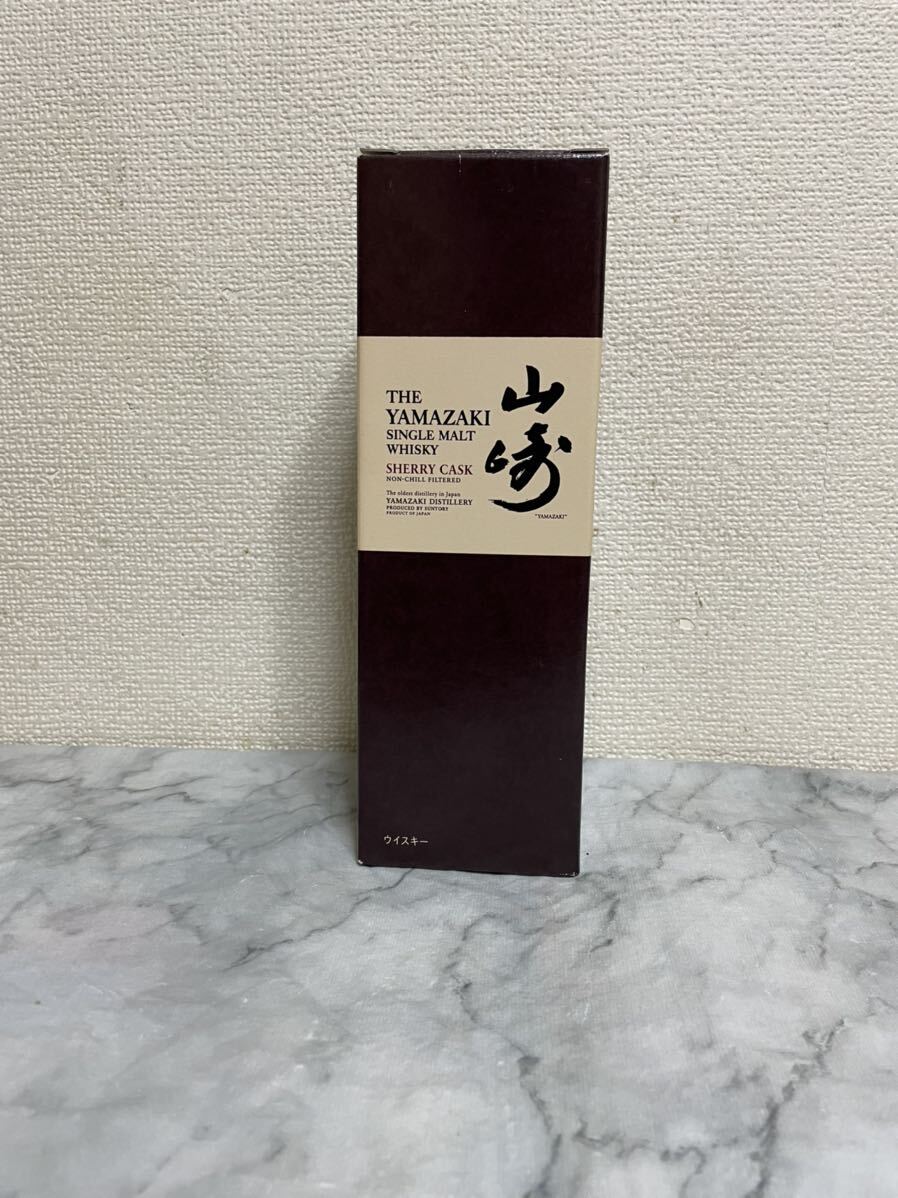 THE
YAMAZAKI
SINGLE MALT
WHISKY
SHERRY CASK
NON-CHILL FILTERED
The oldest distillery in Japan
YAMAZAKI DISTILLERY
PRODUCED BY SUNTORY
PRODUCT OF JAPAN
山崎
"YAMAZAKI"
ウイスキー